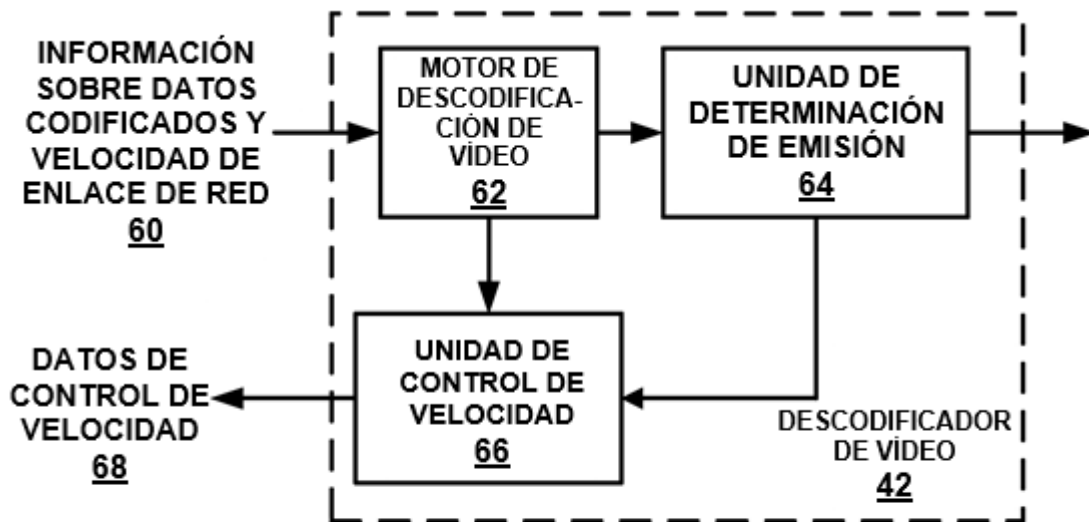 INFORMACIÓN
SOBRE DATOS
CODIFICADOS Y
VELOCIDAD DE
ENLACE DE RED
60
MOTOR DE
DESCODIFICA-
CIÓN DE
VÍDEO
62
UNIDAD DE
DETERMINACIÓN
DE EMISIÓN
64
DATOS DE
CONTROL DE
VELOCIDAD
68
UNIDAD DE
CONTROL DE
VELOCIDAD
66
DESCODIFICADOR
DE VÍDEO
42